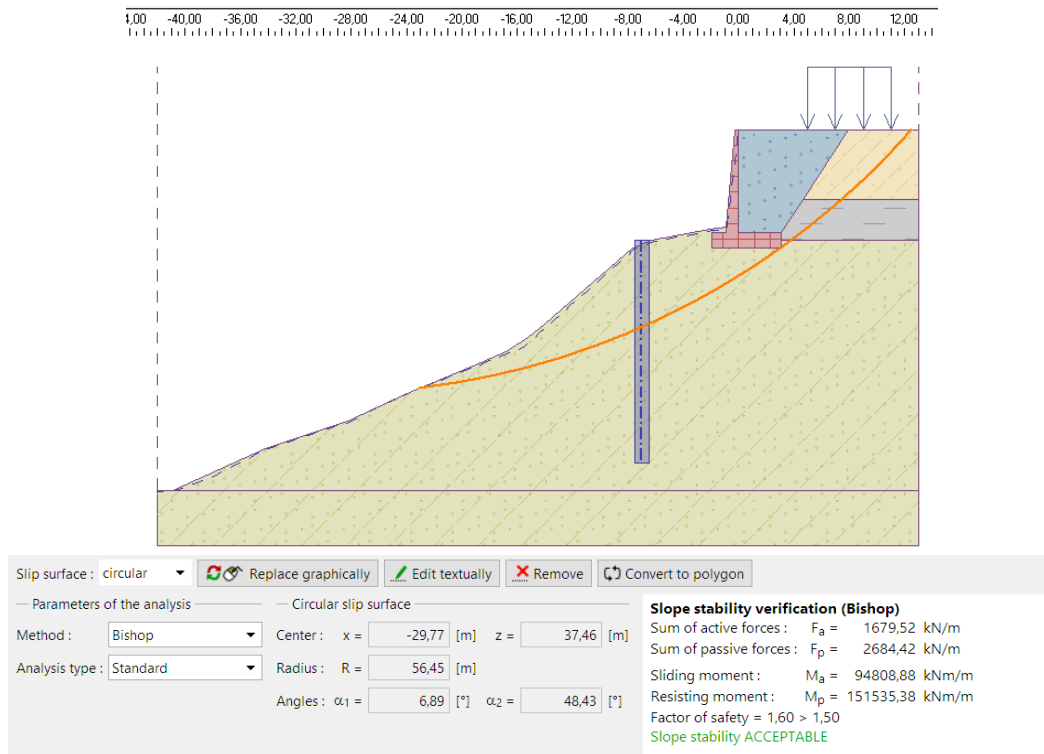 4,00 -40,00 -36,00 -32,00 -28,00 -24,00 -20,00 -16,00 -12,00 -8,00 -4,00 0,00 4,00 8,00 12,00
Slip surface : circular Replace graphically Edit textually Remove Convert to polygon
Parameters of the analysis
Method : Bishop
Analysis type : Standard
Circular slip surface
Center : x = -29,77 [m] z = 37,46 [m]
Radius : R = 56,45 [m]
Angles : α1 = 6,89 [°] α2 = 48,43 [°]
Slope stability verification (Bishop)
Sum of active forces : Fa = 1679,52 kN/m
Sum of passive forces : Fp = 2684,42 kN/m
Sliding moment : Ma = 94808,88 kNm/m
Resisting moment : Mp = 151535,38 kNm/m
Factor of safety = 1,60 > 1,50
Slope stability ACCEPTABLE